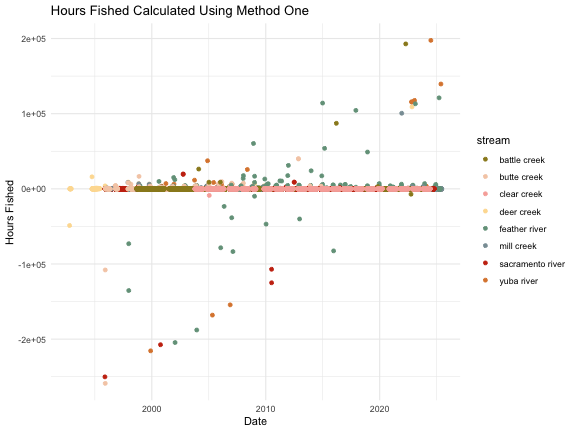 Hours Fished Calculated Using Method One
Hours Fished
2e+05
1e+05
0e+00
-1e+05
-2e+05
2000
2010
2020
Date
stream
battle creek
butte creek
clear creek
deer creek
feather river
mill creek
sacramento river
yuba river